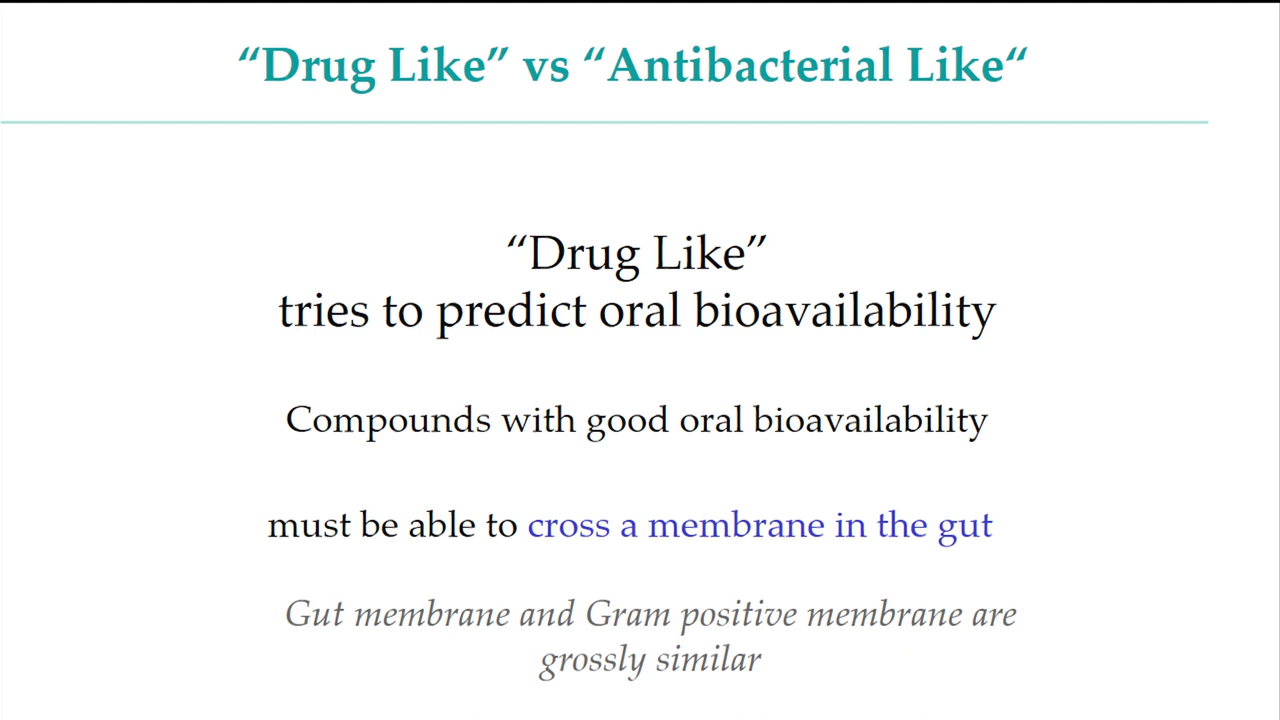 “Drug Like” vs “Antibacterial Like“
“Drug Like”
tries to predict oral bioavailability
Compounds with good oral bioavailability
must be able to cross a membrane in the gut
Gut membrane and Gram positive membrane are
grossly similar